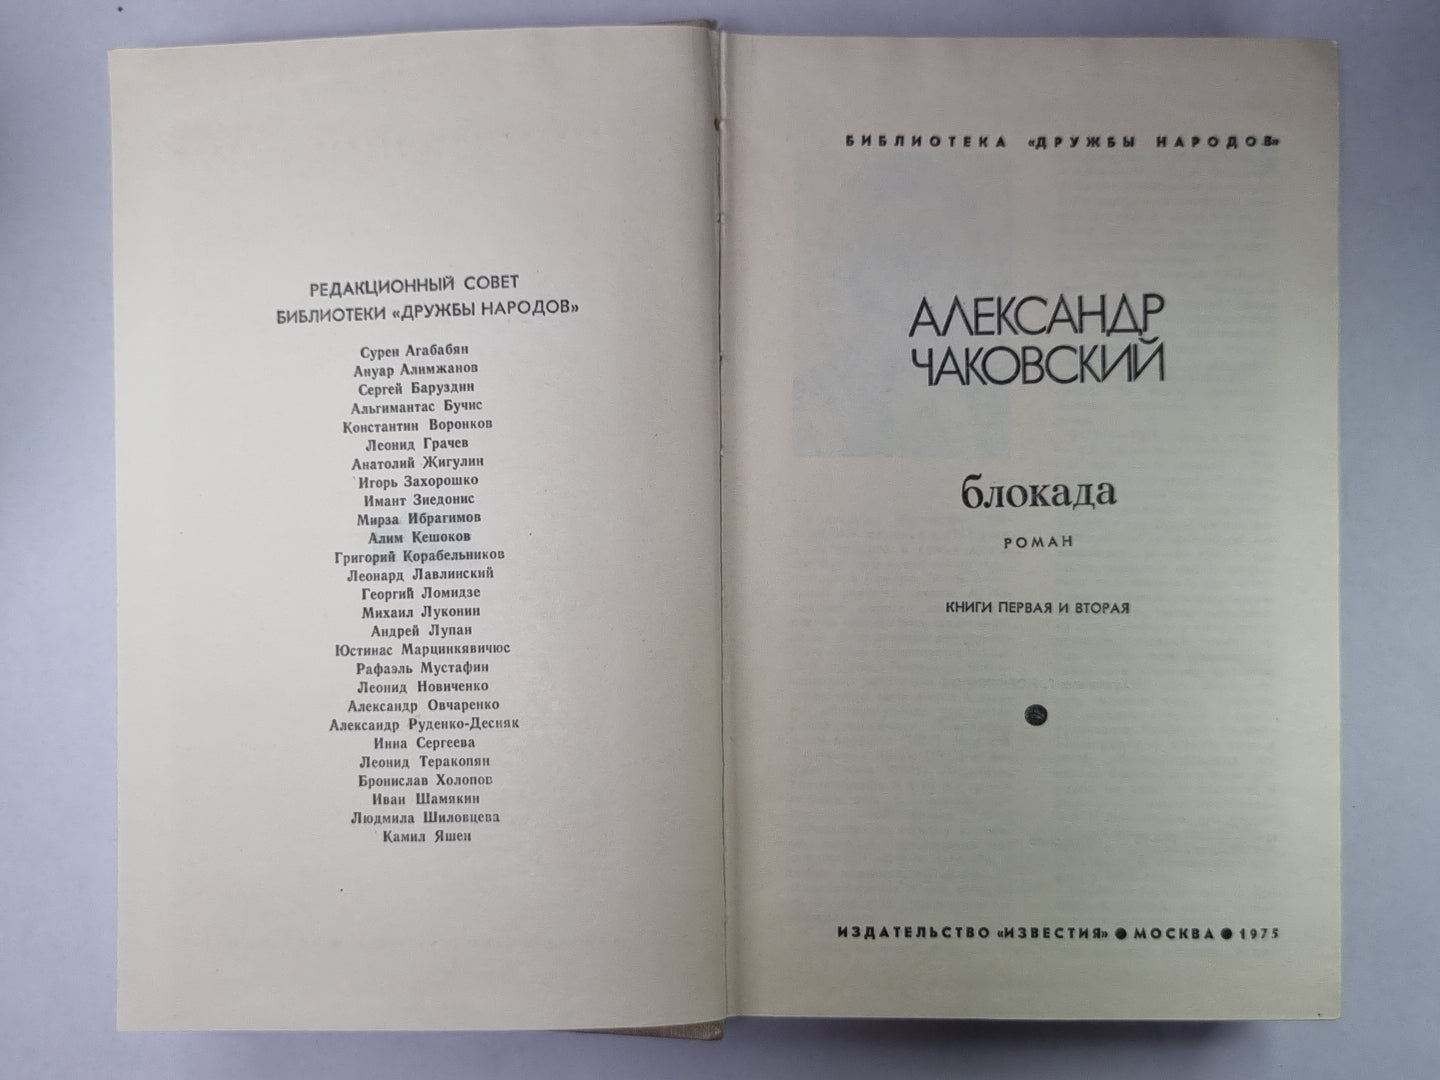 РЕДАКЦИОННЫЙ СОВЕТ
БИБЛИОТЕКИ «ДРУЖБЫ НАРОДОВ»
Сурен Агабабян
Ануар Алимжанов
Сергей Баруздин
Альгимантас Бучис
Константин Воронков
Леонид Грачев
Анатолий Жигулин
Игорь Захорошко
Имант Зиедонис
Мирза Ибрагимов
Алим Кешоков
Григорий Корабельников
Леонард Лавлинский
Георгий Ломидзе
Михаил Луконин
Андрей Лупан
Юстинас Марцинкявичюс
Рафаэль Мустафин
Леонид Новиченко
Александр Овчаренко
Александр Руденко-Десняк
Инна Сергеева
Леонид Теракопян
Бронислав Холопов
Иван Шамякин
Людмила Шиловцева
Камил Яшен
БИБЛИОТЕКА «ДРУЖБЫ НАРОДОВ»
АЛЕКСАНДР
ЧАКОВСКИЙ
блокада
РОМАН
КНИГИ ПЕРВАЯ И ВТОРАЯ
ИЗДАТЕЛЬСТВО «ИЗВЕСТИЯ» ● МОСКВА ● 1975